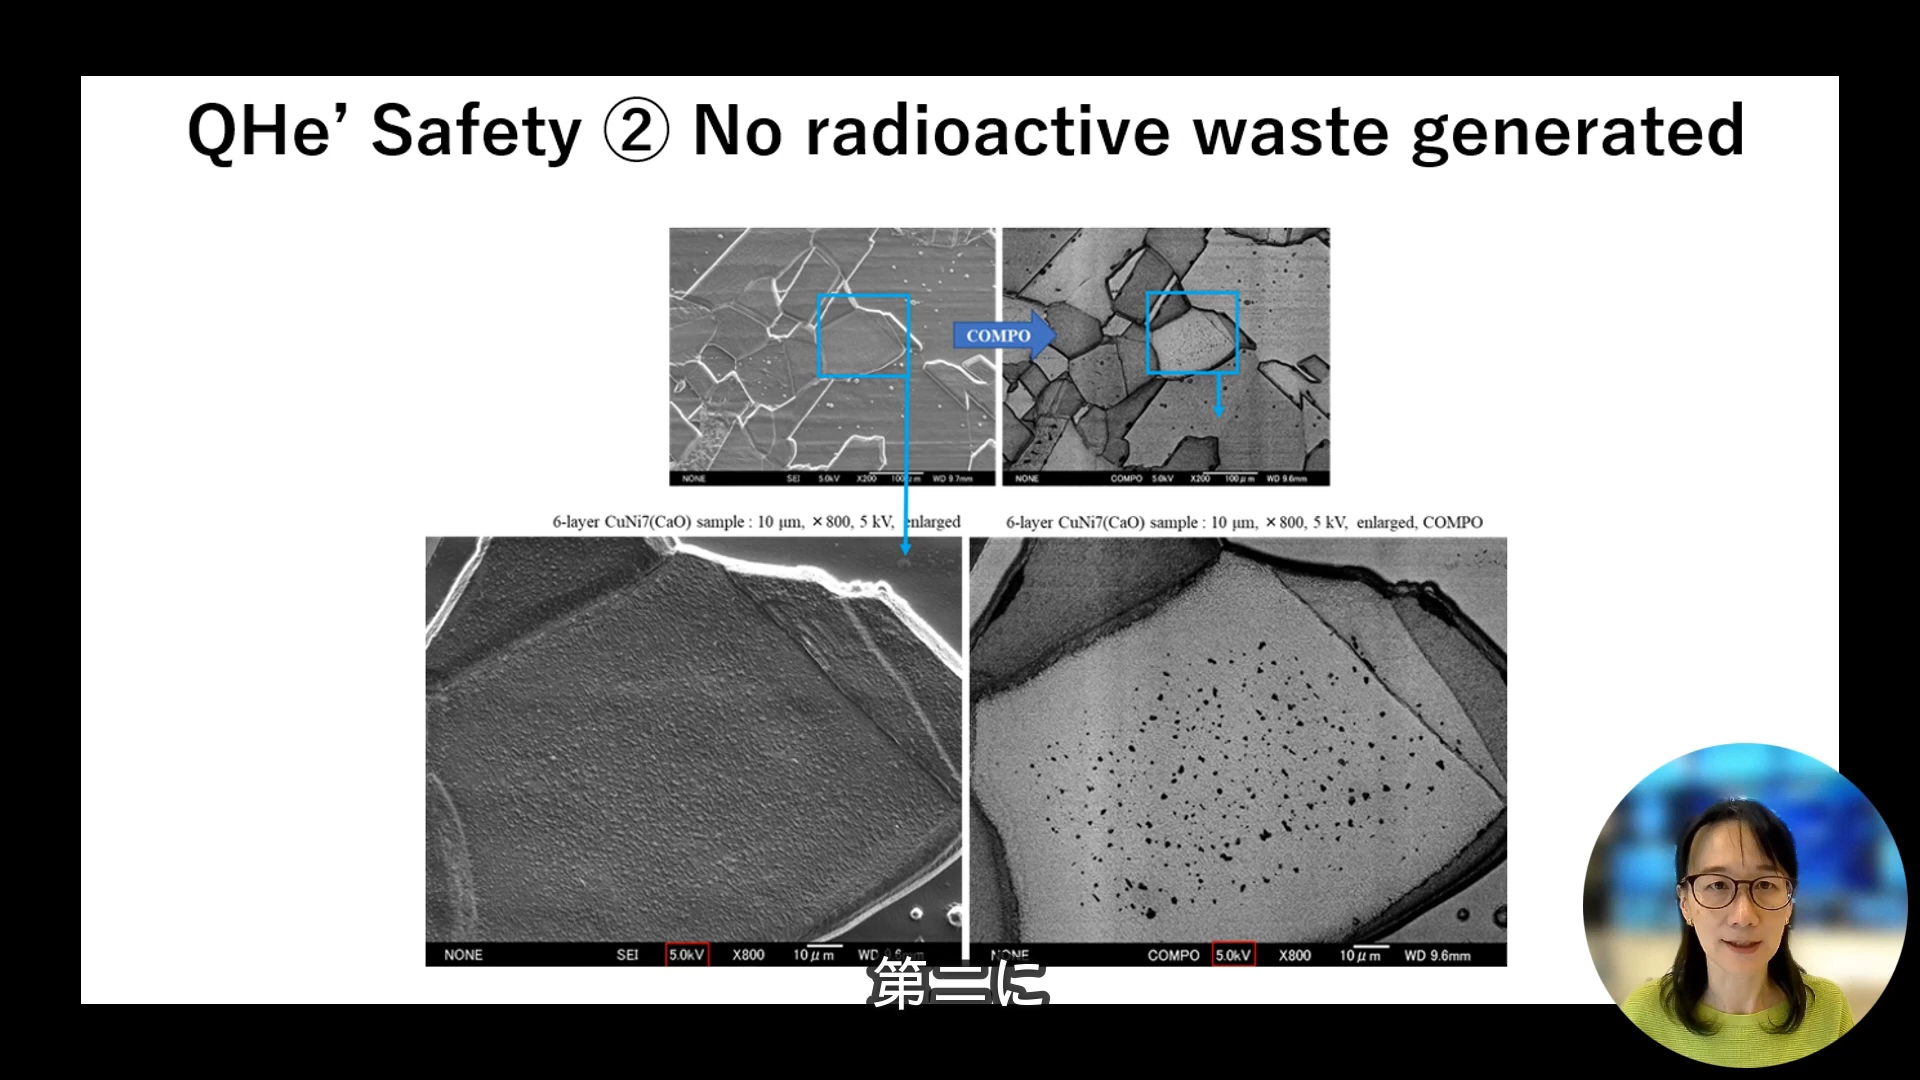 QHe’ Safety ② No radioactive waste generated
COMPO
NONE SEI 5.0kV X200 100μm WD 9.7mm
NONE COMPO 5.0kV X200 100μm WD 9.6mm
6-layer CuNi7(CaO) sample : 10 μm, ×800, 5 kV, enlarged
6-layer CuNi7(CaO) sample : 10 μm, ×800, 5 kV, enlarged, COMPO
NONE SEI 5.0kV X800 10μm WD 9.6mm
NONE COMPO 5.0kV X800 10μm WD 9.6mm
第二に